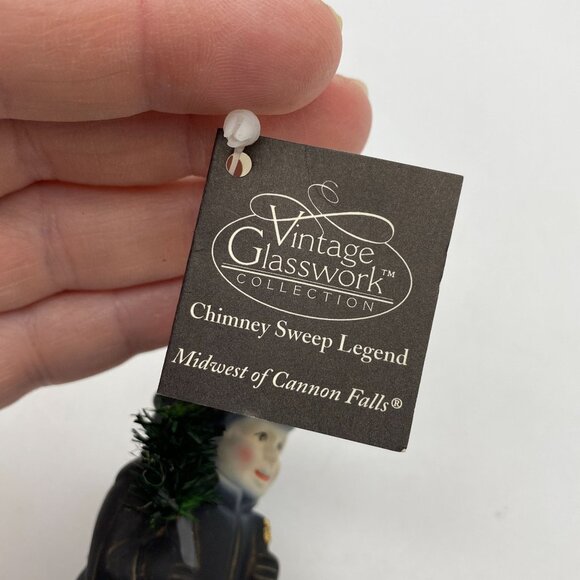 Vintage
Glasswork™
COLLECTION
Chimney Sweep Legend
Midwest of Cannon Falls®